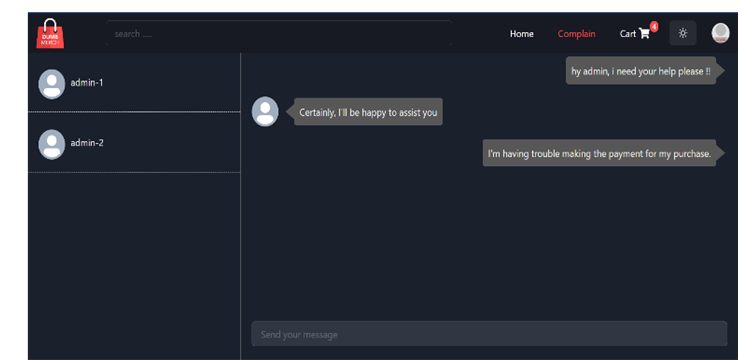 DUMB
MERCH
search ....
Home
Complain
Cart
4
admin-1
admin-2
hy admin, i need your help please !!
Certainly, I'll be happy to assist you
I'm having trouble making the payment for my purchase.
Send your message